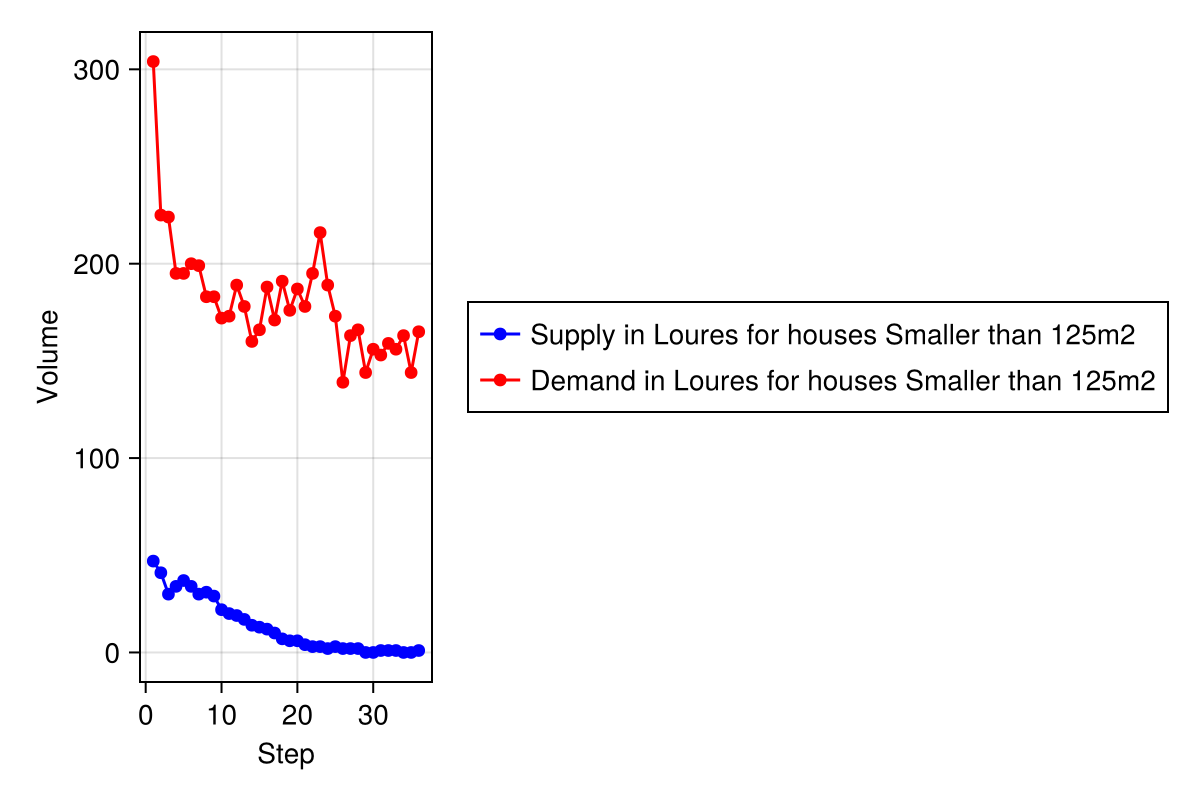 300
200
100
0
Volume
0 10 20 30
Step
Supply in Loures for houses Smaller than 125m2
Demand in Loures for houses Smaller than 125m2